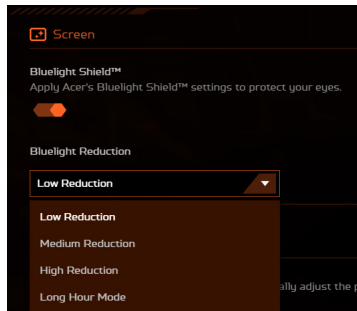 Screen
Bluelight Shield™
Apply Acer's Bluelight Shield™ settings to protect your eyes.
Bluelight Reduction
Low Reduction
Low Reduction
Medium Reduction
High Reduction
ally adjust the
Long Hour Mode